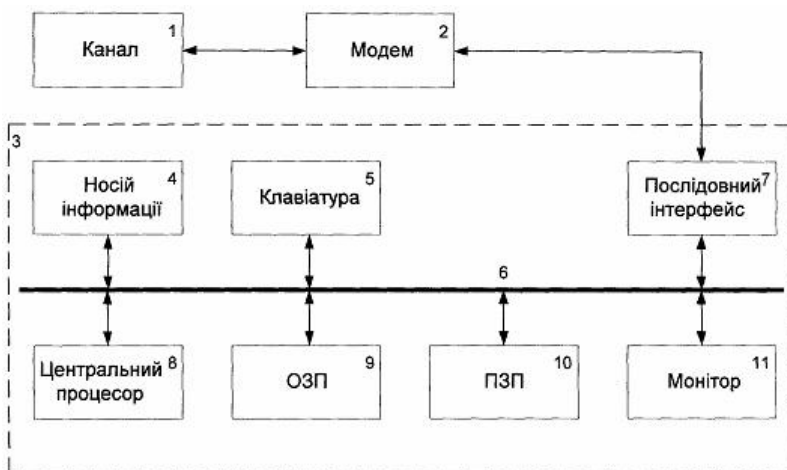 Канал 1
Модем 2
3
Носій 4
інформації
Клавіатура 5
Послідовний 7
інтерфейс
6
Центральний 8
процесор
ОЗП 9
ПЗП 10
Монітор 11